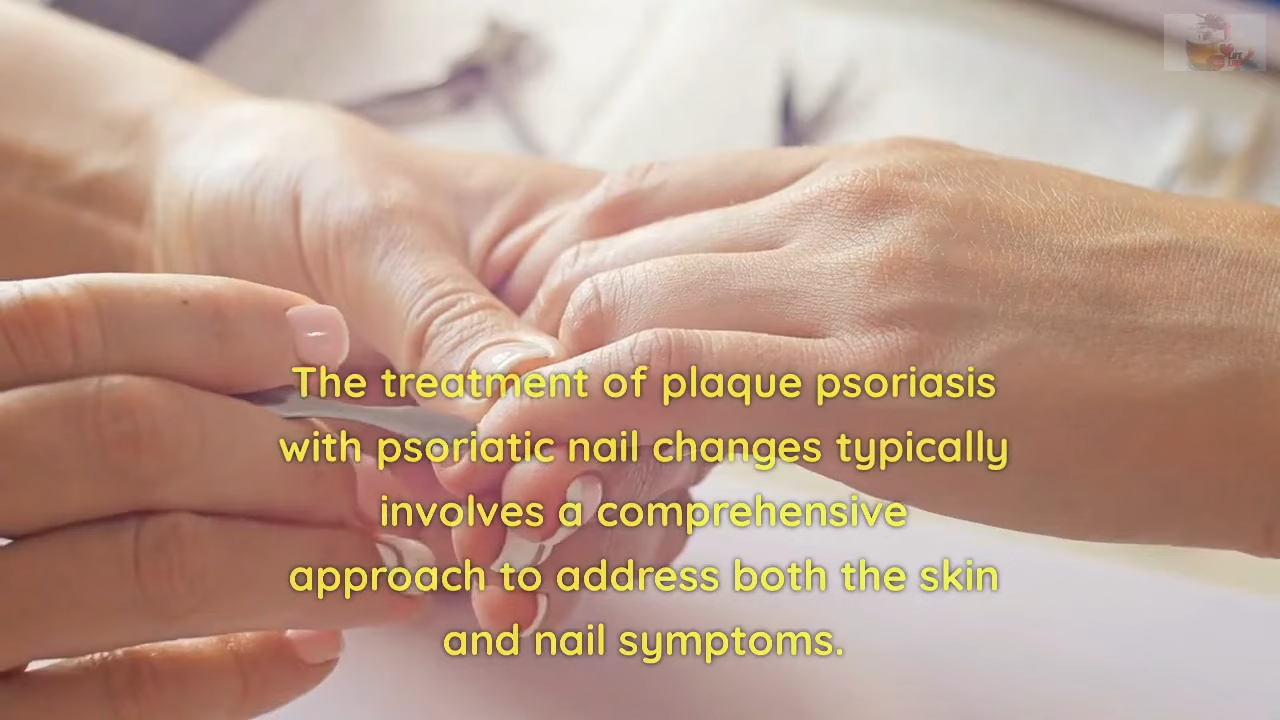 The treatment of plaque psoriasis
with psoriatic nail changes typically
involves a comprehensive
approach to address both the skin
and nail symptoms.